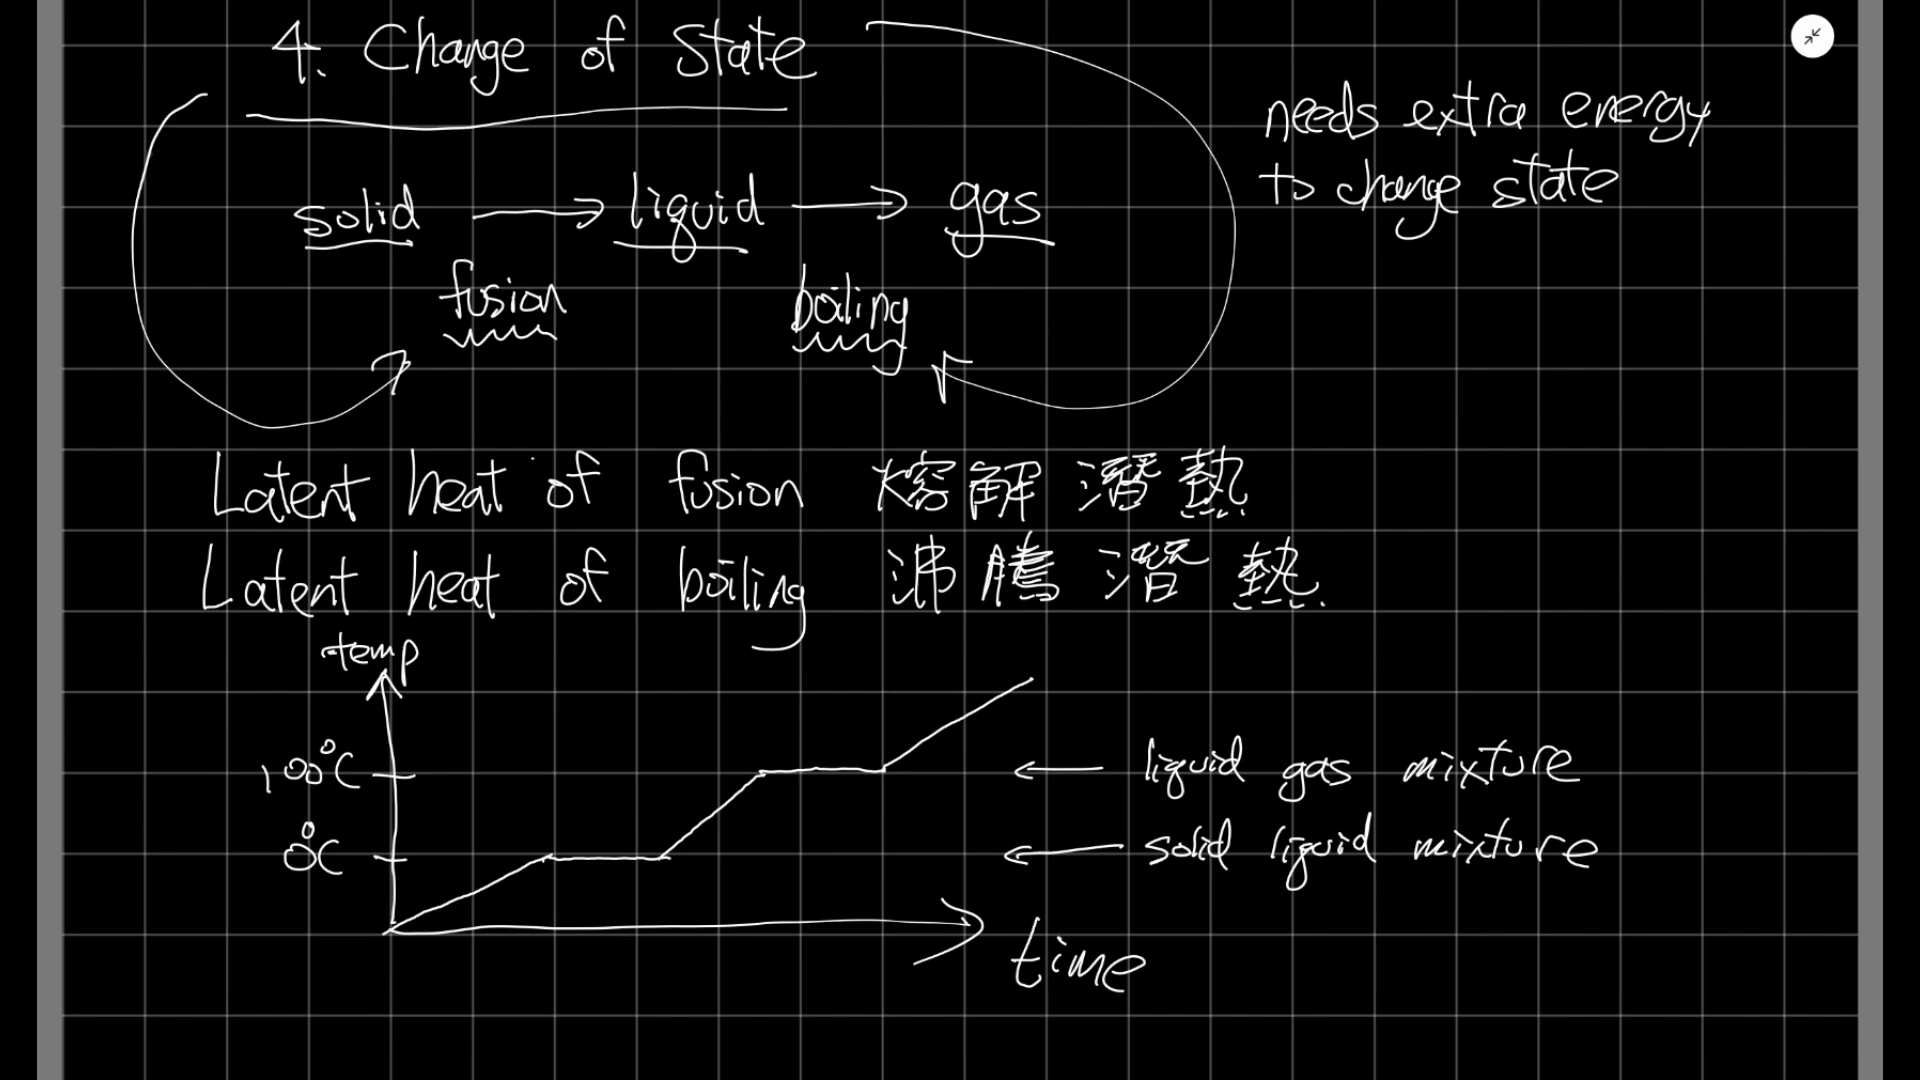 4. Change of State
needs extra energy
to change state
solid → liquid → gas
fusion boiling
Latent heat of fusion 熔解潛熱
Latent heat of boiling 沸騰潛熱
temp
100°C
← liquid gas mixture
0°C
← solid liquid mixture
time